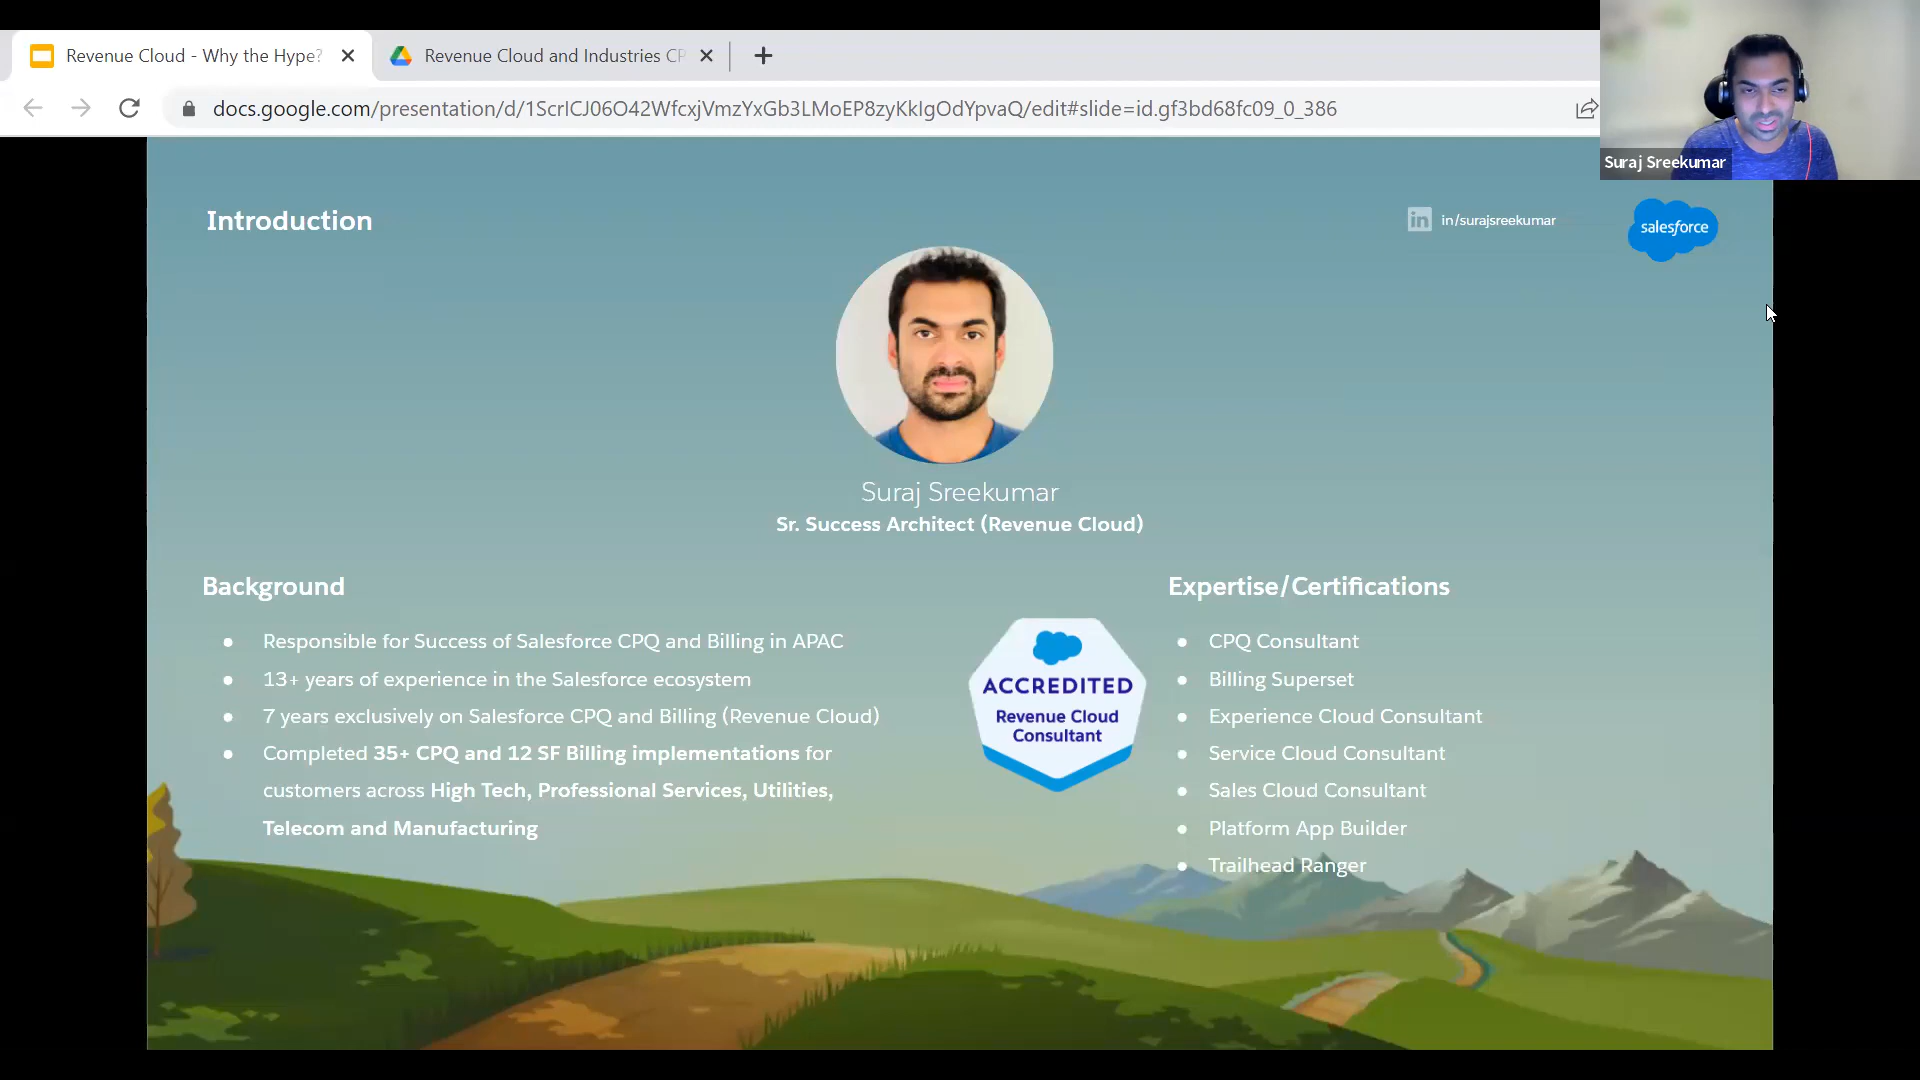 Revenue Cloud - Why the Hype?
Revenue Cloud and Industries CP
docs.google.com/presentation/d/1ScrICJ06O42WfcxjVmzYxGb3LMoEP8zyKkIgOdYpvaQ/edit#slide=id.gf3bd68fc09_0_386
Suraj Sreekumar
Introduction
in in/surajsreekumar
salesforce
Suraj Sreekumar
Sr. Success Architect (Revenue Cloud)
Background
● Responsible for Success of Salesforce CPQ and Billing in APAC
● 13+ years of experience in the Salesforce ecosystem
● 7 years exclusively on Salesforce CPQ and Billing (Revenue Cloud)
● Completed 35+ CPQ and 12 SF Billing implementations for
customers across High Tech, Professional Services, Utilities,
Telecom and Manufacturing
ACCREDITED
Revenue Cloud
Consultant
Expertise/Certifications
● CPQ Consultant
● Billing Superset
● Experience Cloud Consultant
● Service Cloud Consultant
● Sales Cloud Consultant
● Platform App Builder
● Trailhead Ranger